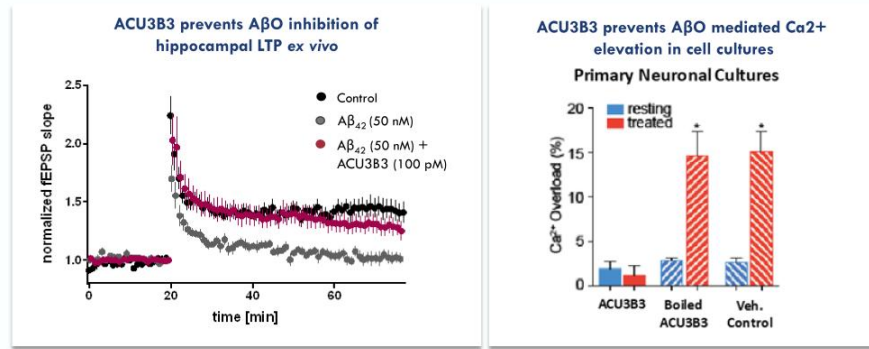 ACU3B3 prevents AβO inhibition of
hippocampal LTP ex vivo
normalized fEPSP slope
2.5
2.0
1.5
1.0
0
20
40
60
time [min]
Control
Aβ42 (50 nM)
Aβ42 (50 nM) +
ACU3B3 (100 pM)
ACU3B3 prevents AβO mediated Ca2+
elevation in cell cultures
Primary Neuronal Cultures
Ca²⁺ Overload (%)
20
15
10
5
0
resting
treated
*
*
ACU3B3
Boiled
ACU3B3
Veh.
Control